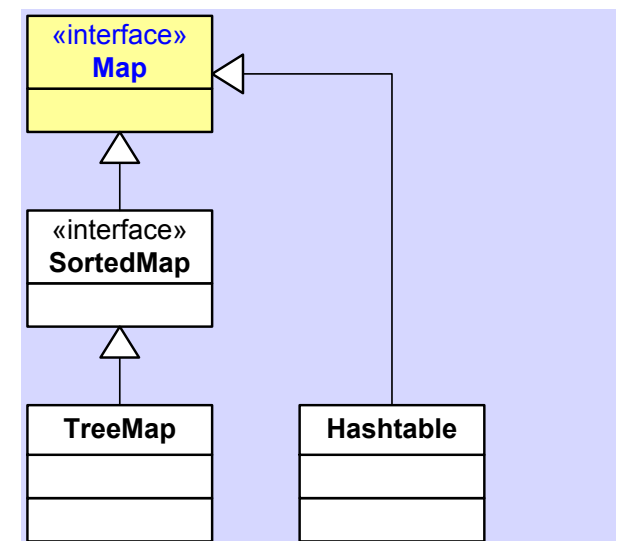 «interface»
Map
«interface»
SortedMap
TreeMap
Hashtable